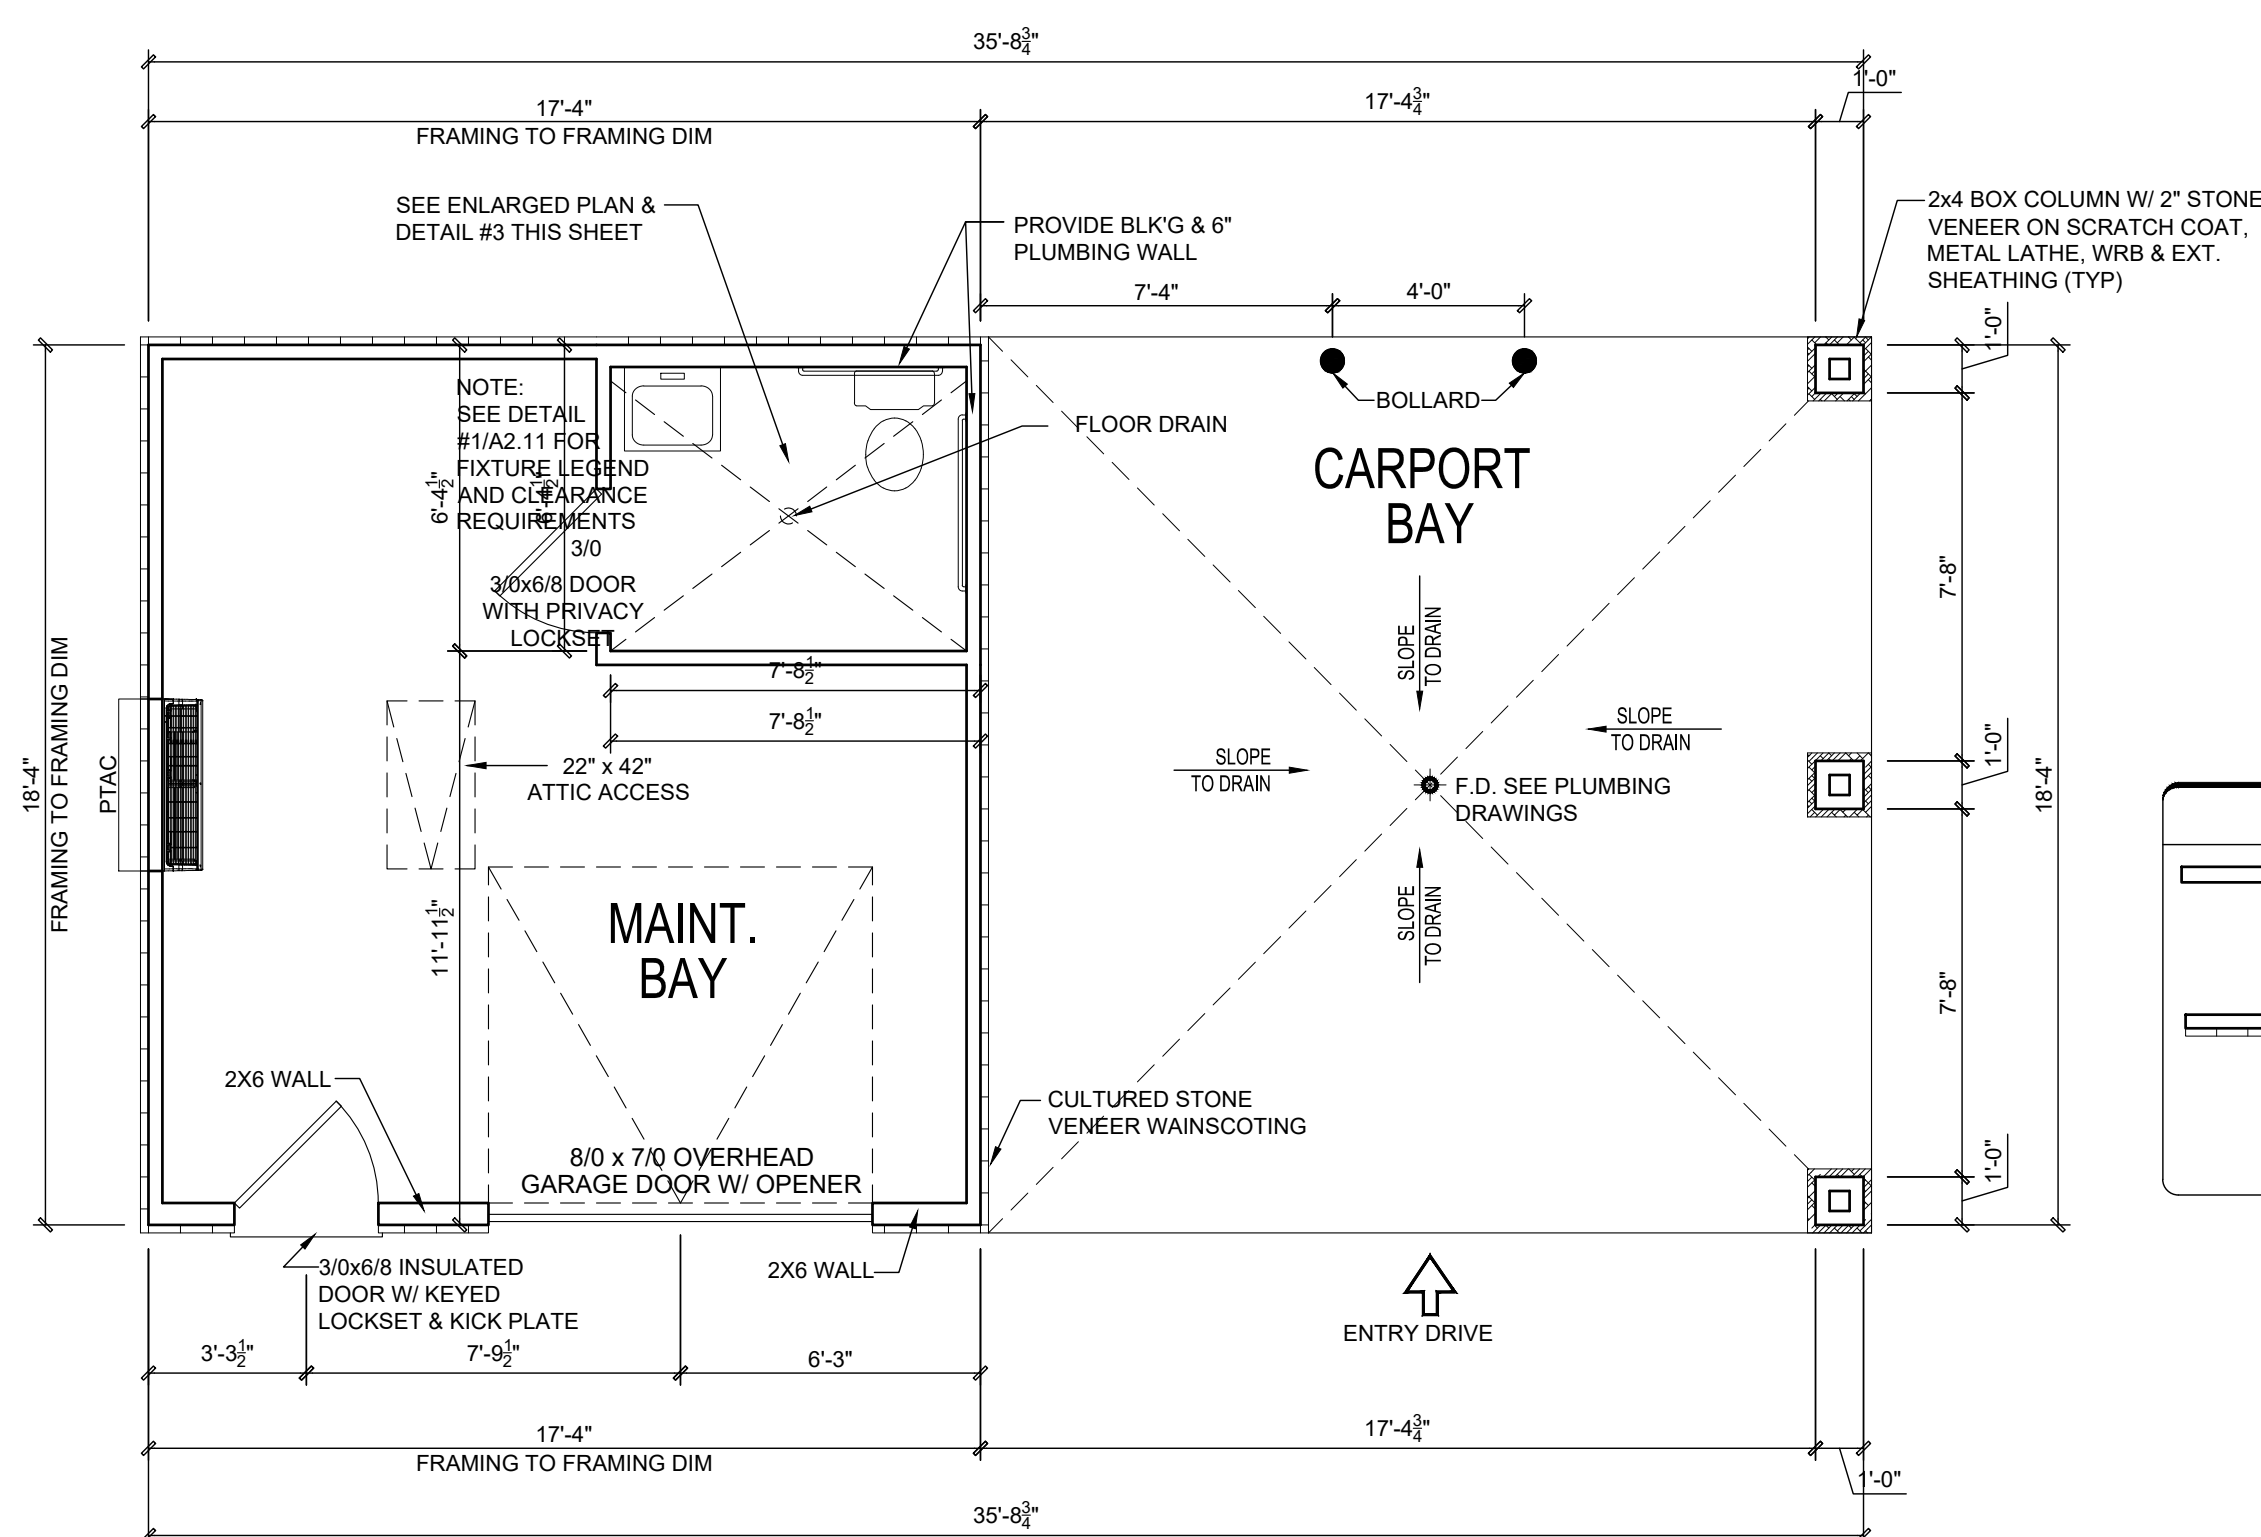 35'-8 3/4"
1'-0"
17'-4"
FRAMING TO FRAMING DIM
17'-4 3/4"
SEE ENLARGED PLAN &
DETAIL #3 THIS SHEET
PROVIDE BLK'G & 6"
PLUMBING WALL
2x4 BOX COLUMN W/ 2" STONE
VENEER ON SCRATCH COAT,
METAL LATHE, WRB & EXT.
SHEATHING (TYP)
7'-4"
4'-0"
1'-0"
NOTE:
SEE DETAIL
#1/A2.11 FOR
FIXTURE LEGEND
AND CLEARANCE
REQUIREMENTS
6'-4 1/2"
6'-4 1/2"
3/0
3/0x6/8 DOOR
WITH PRIVACY
LOCKSET
BOLLARD
FLOOR DRAIN
CARPORT
BAY
7'-8"
SLOPE
TO DRAIN
7'-8 1/2"
7'-8 1/2"
18'-4"
FRAMING TO FRAMING DIM
PTAC
22" x 42"
ATTIC ACCESS
SLOPE
TO DRAIN
SLOPE
TO DRAIN
F.D. SEE PLUMBING
DRAWINGS
1'-0"
18'-4"
11'-11 1/2"
MAINT.
BAY
SLOPE
TO DRAIN
7'-8"
2X6 WALL
CULTURED STONE
VENEER WAINSCOTING
8/0 x 7/0 OVERHEAD
GARAGE DOOR W/ OPENER
1'-0"
3/0x6/8 INSULATED
DOOR W/ KEYED
LOCKSET & KICK PLATE
2X6 WALL
ENTRY DRIVE
3'-3 1/2"
7'-9 1/2"
6'-3"
17'-4"
FRAMING TO FRAMING DIM
17'-4 3/4"
1'-0"
35'-8 3/4"